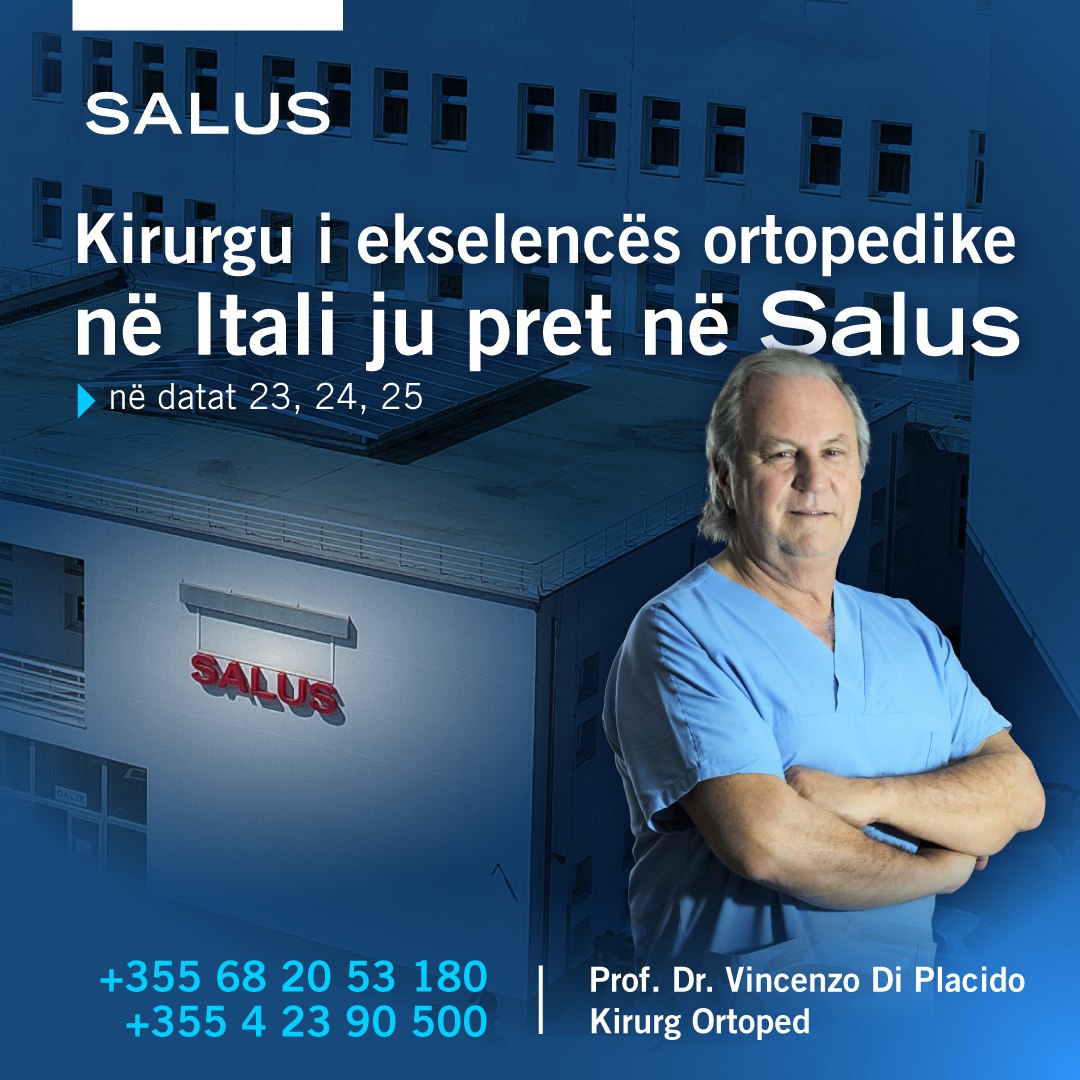 SALUS
Kirurgu i ekselencës ortopedike
në Itali ju pret në Salus
në datat 23, 24, 25
SALUS
+355 68 20 53 180
+355 4 23 90 500
Prof. Dr. Vincenzo Di Placido
Kirurg Ortoped